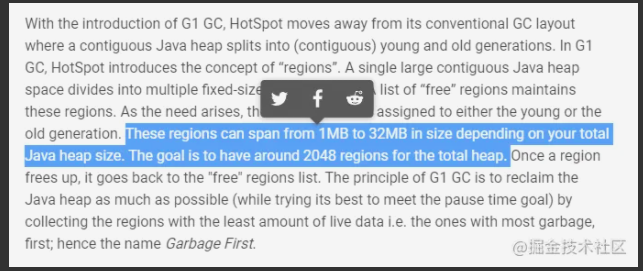 With the introduction of G1 GC, HotSpot moves away from its conventional GC layout
where a contiguous Java heap splits into (contiguous) young and old generations. In G1
GC, HotSpot introduces the concept of “regions”. A single large contiguous Java heap
space divides into multiple fixed-size A list of “free” regions maintains
these regions. As the need arises, assigned to either the young or the
old generation. These regions can span from 1MB to 32MB in size depending on your total
Java heap size. The goal is to have around 2048 regions for the total heap. Once a region
frees up, it goes back to the "free" regions list. The principle of G1 GC is to reclaim the
Java heap as much as possible (while trying its best to meet the pause time goal) by
collecting the regions with the least amount of live data i.e. the ones with most garbage,
first; hence the name Garbage First.
@掘金技术社区